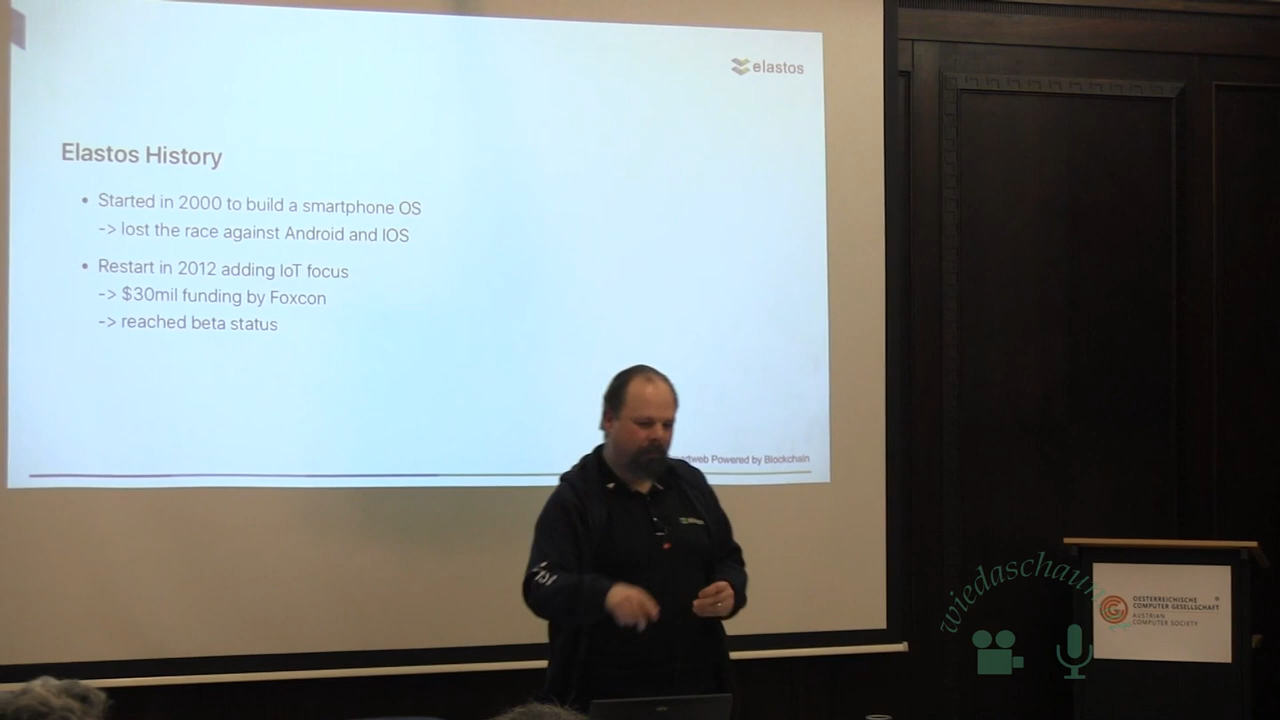 elastos
Elastos History
• Started in 2000 to build a smartphone OS
-> lost the race against Android and IOS
• Restart in 2012 adding IoT focus
-> $30mil funding by Foxcon
-> reached beta status
Powered by Blockchain
wiedaschaun
OESTERREICHISCHE
COMPUTER GESELLSCHAFT
AUSTRIAN
COMPUTER SOCIETY